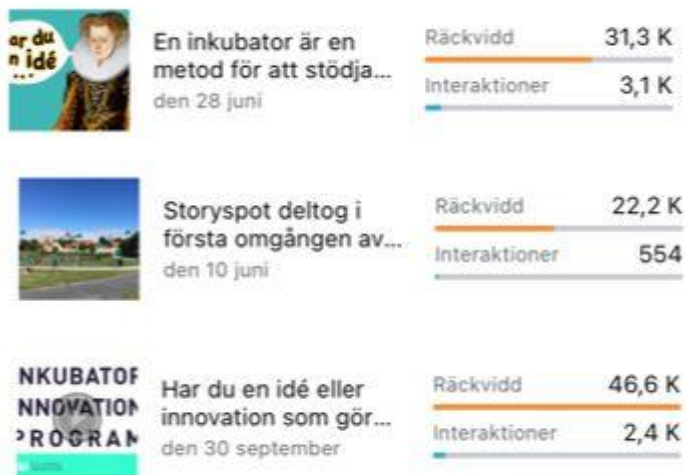 ar du
n idé
...
En inkubator är en
metod för att stödja...
den 28 juni
Räckvidd 31,3 K
Interaktioner 3,1 K
Storyspot deltog i
första omgången av...
den 10 juni
Räckvidd 22,2 K
Interaktioner 554
NKUBATOR
NNOVATION
PROGRAM
Har du en idé eller
innovation som gör...
den 30 september
Räckvidd 46,6 K
Interaktioner 2,4 K